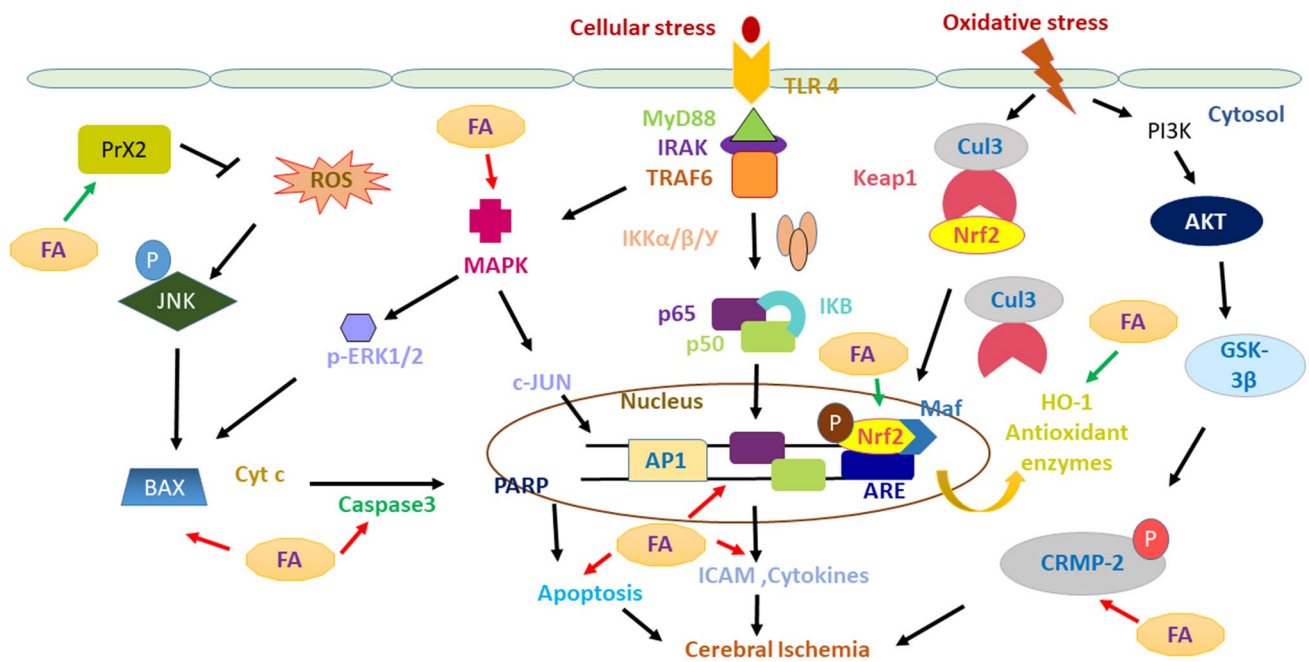 Cellular stress
Oxidative stress
TLR 4
Cytosol
MyD88
IRAK
TRAF6
FA
PrX2
ROS
FA
MAPK
P
JNK
p-ERK1/2
c-JUN
IKKα/β/У
p65
p50
IKB
Cul3
Keap1
Nrf2
PI3K
AKT
Cul3
FA
FA
GSK-
3β
HO-1
Antioxidant
enzymes
Nucleus
Maf
P
Nrf2
AP1
ARE
PARP
BAX
Cyt c
Caspase3
FA
FA
Apoptosis
ICAM ,Cytokines
CRMP-2
P
FA
Cerebral Ischemia